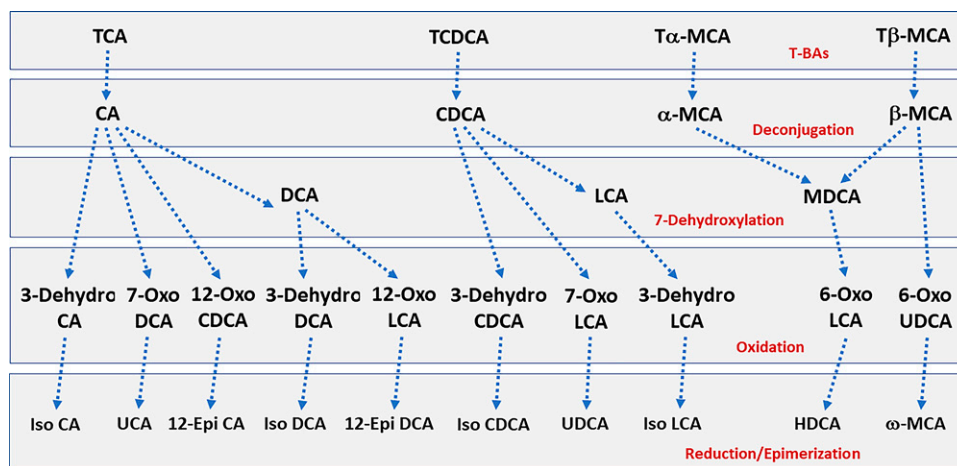 TCA TCDCA Tα-MCA Tβ-MCA
T-BAs
CA CDCA α-MCA β-MCA
Deconjugation
DCA LCA MDCA
7-Dehydroxylation
3-Dehydro 7-Oxo 12-Oxo 3-Dehydro 12-Oxo 3-Dehydro 7-Oxo 3-Dehydro 6-Oxo 6-Oxo
CA DCA CDCA DCA LCA CDCA LCA LCA LCA UDCA
Oxidation
Iso CA UCA 12-Epi CA Iso DCA 12-Epi DCA Iso CDCA UDCA Iso LCA HDCA ω-MCA
Reduction/Epimerization